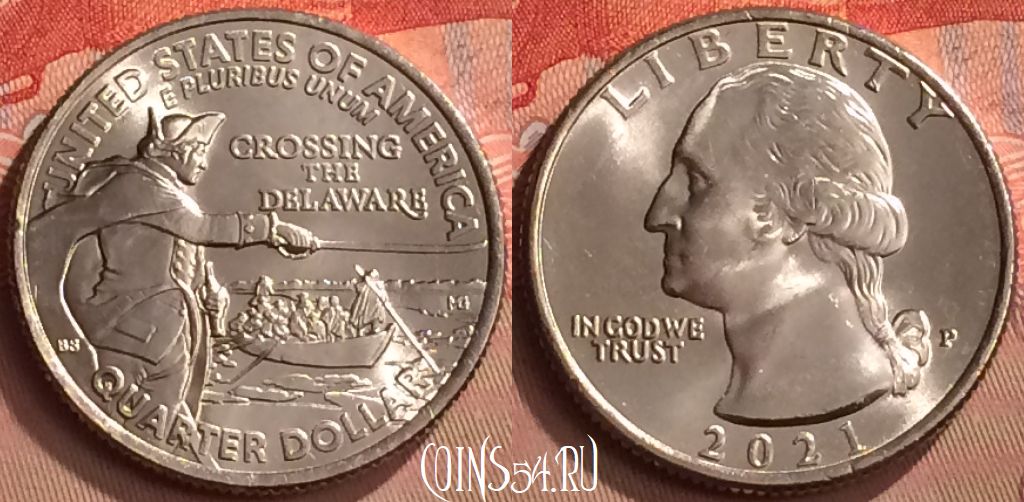 UNITED STATES OF AMERICA
E PLURIBUS UNUM
CROSSING
THE
DELAWARE
BS
MG
QUARTER DOLLAR
LIBERTY
IN GOD WE
TRUST
P
2021
COINS54.RU